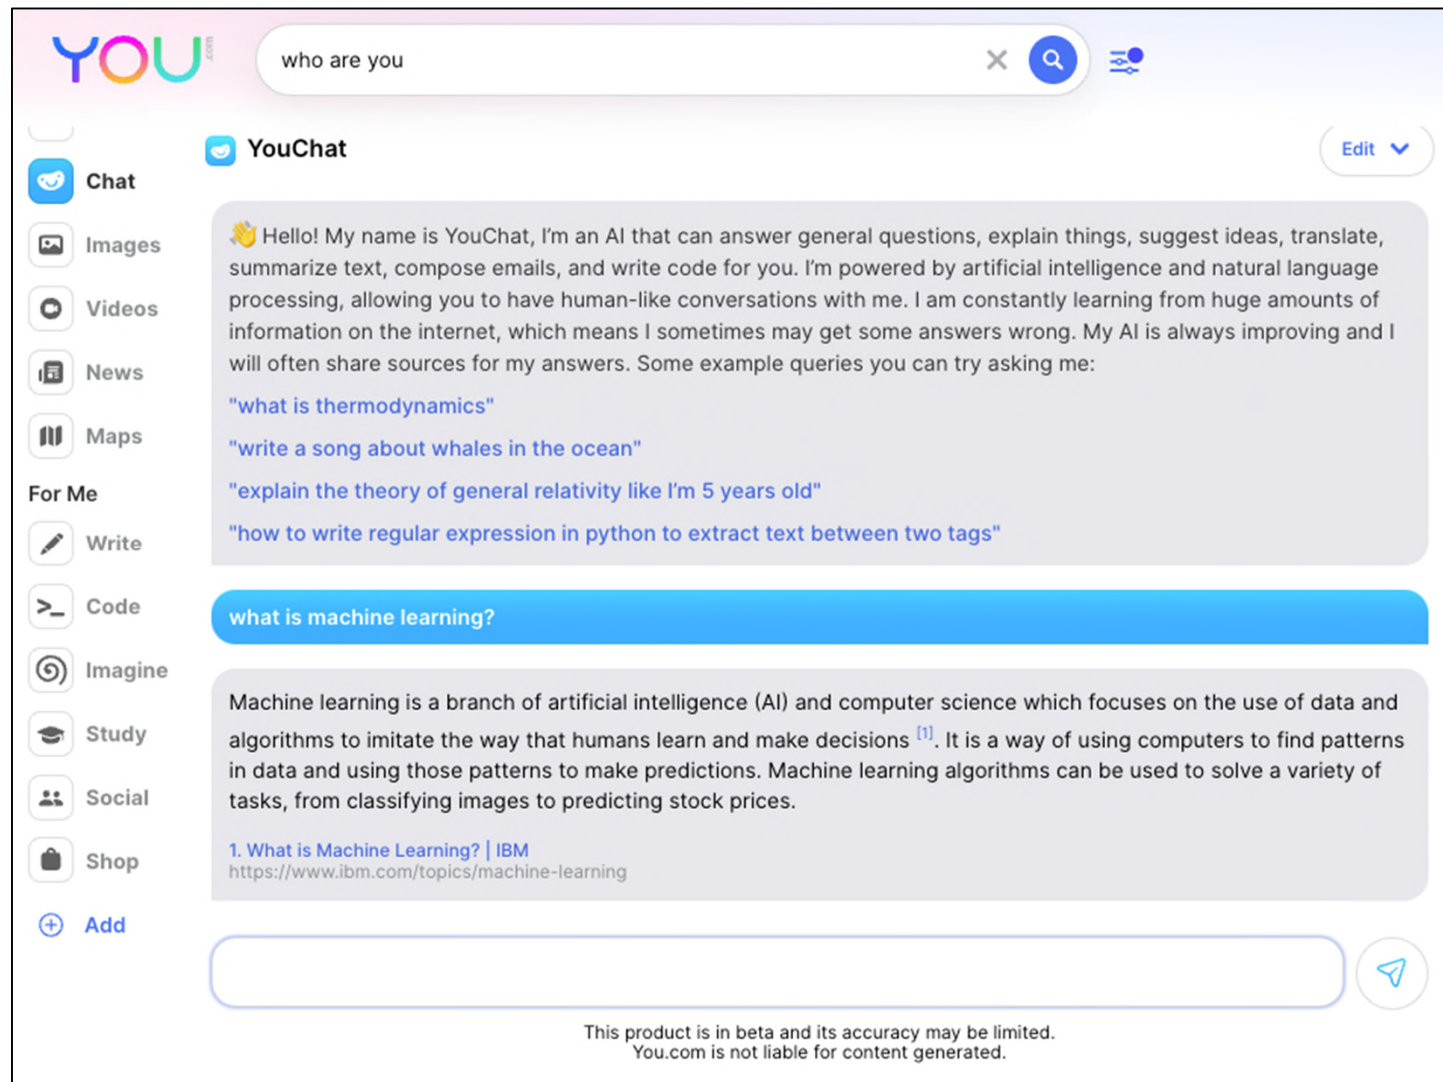 YOU.com
who are you
YouChat
Edit
Chat
Images
Videos
News
Maps
For Me
Write
Code
Imagine
Study
Social
Shop
Add
👋 Hello! My name is YouChat, I'm an AI that can answer general questions, explain things, suggest ideas, translate,
summarize text, compose emails, and write code for you. I'm powered by artificial intelligence and natural language
processing, allowing you to have human-like conversations with me. I am constantly learning from huge amounts of
information on the internet, which means I sometimes may get some answers wrong. My AI is always improving and I
will often share sources for my answers. Some example queries you can try asking me:
"what is thermodynamics"
"write a song about whales in the ocean"
"explain the theory of general relativity like I'm 5 years old"
"how to write regular expression in python to extract text between two tags"
what is machine learning?
Machine learning is a branch of artificial intelligence (AI) and computer science which focuses on the use of data and
algorithms to imitate the way that humans learn and make decisions [1]. It is a way of using computers to find patterns
in data and using those patterns to make predictions. Machine learning algorithms can be used to solve a variety of
tasks, from classifying images to predicting stock prices.
1. What is Machine Learning? | IBM
https://www.ibm.com/topics/machine-learning
This product is in beta and its accuracy may be limited.
You.com is not liable for content generated.